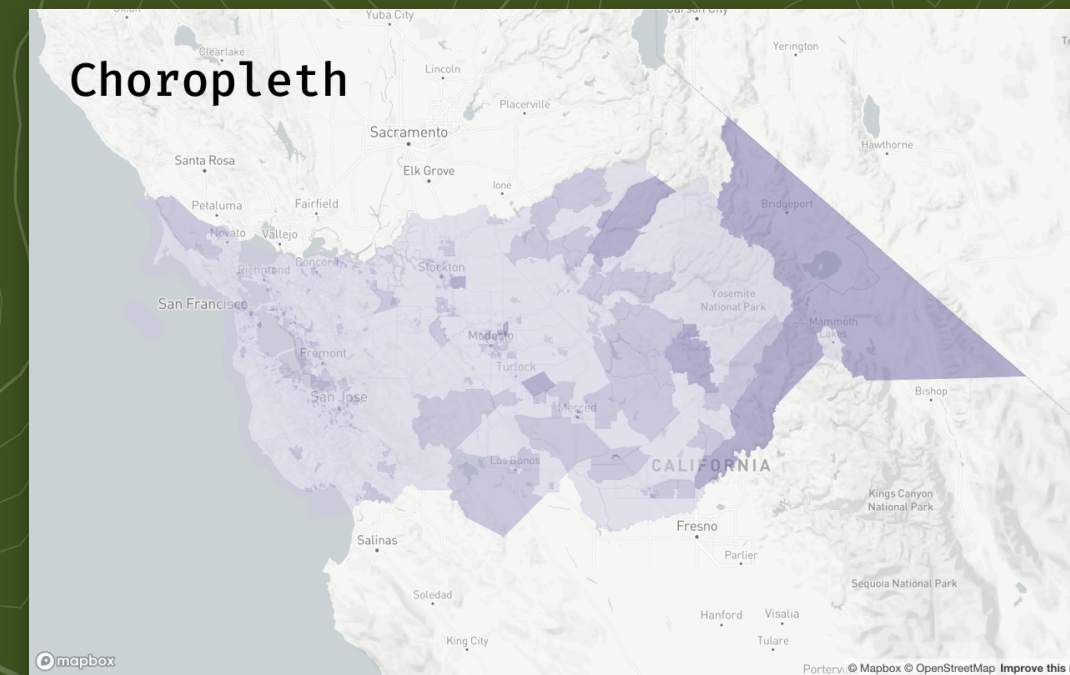 Carson City
Yuba City
Clearlake
Yerington
Lincoln
Choropleth
Placerville
Sacramento
Hawthorne
Santa Rosa
Elk Grove
Ione
Petaluma
Fairfield
Bridgeport
Novato
Vallejo
Concord
Richmond
Stockton
San Francisco
Yosemite
National Park
Mammoth
Lakes
Modesto
Fremont
Turlock
Bishop
San Jose
Merced
Los Banos
CALIFORNIA
Kings Canyon
National Park
Fresno
Salinas
Parlier
Sequoia National Park
Soledad
Hanford
Visalia
King City
Tulare
mapbox
© Mapbox © OpenStreetMap Improve this